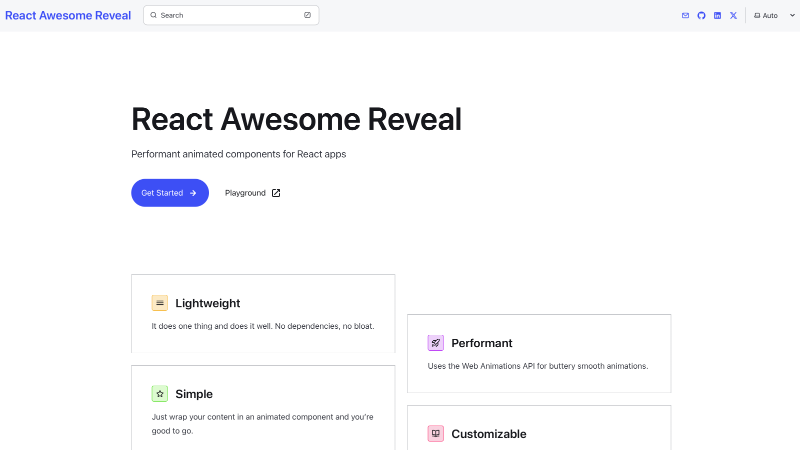 React Awesome Reveal
Search
Auto
React Awesome Reveal
Performant animated components for React apps
Get Started
Playground
Lightweight
It does one thing and does it well. No dependencies, no bloat.
Performant
Uses the Web Animations API for buttery smooth animations.
Simple
Just wrap your content in an animated component and you're
good to go.
Customizable